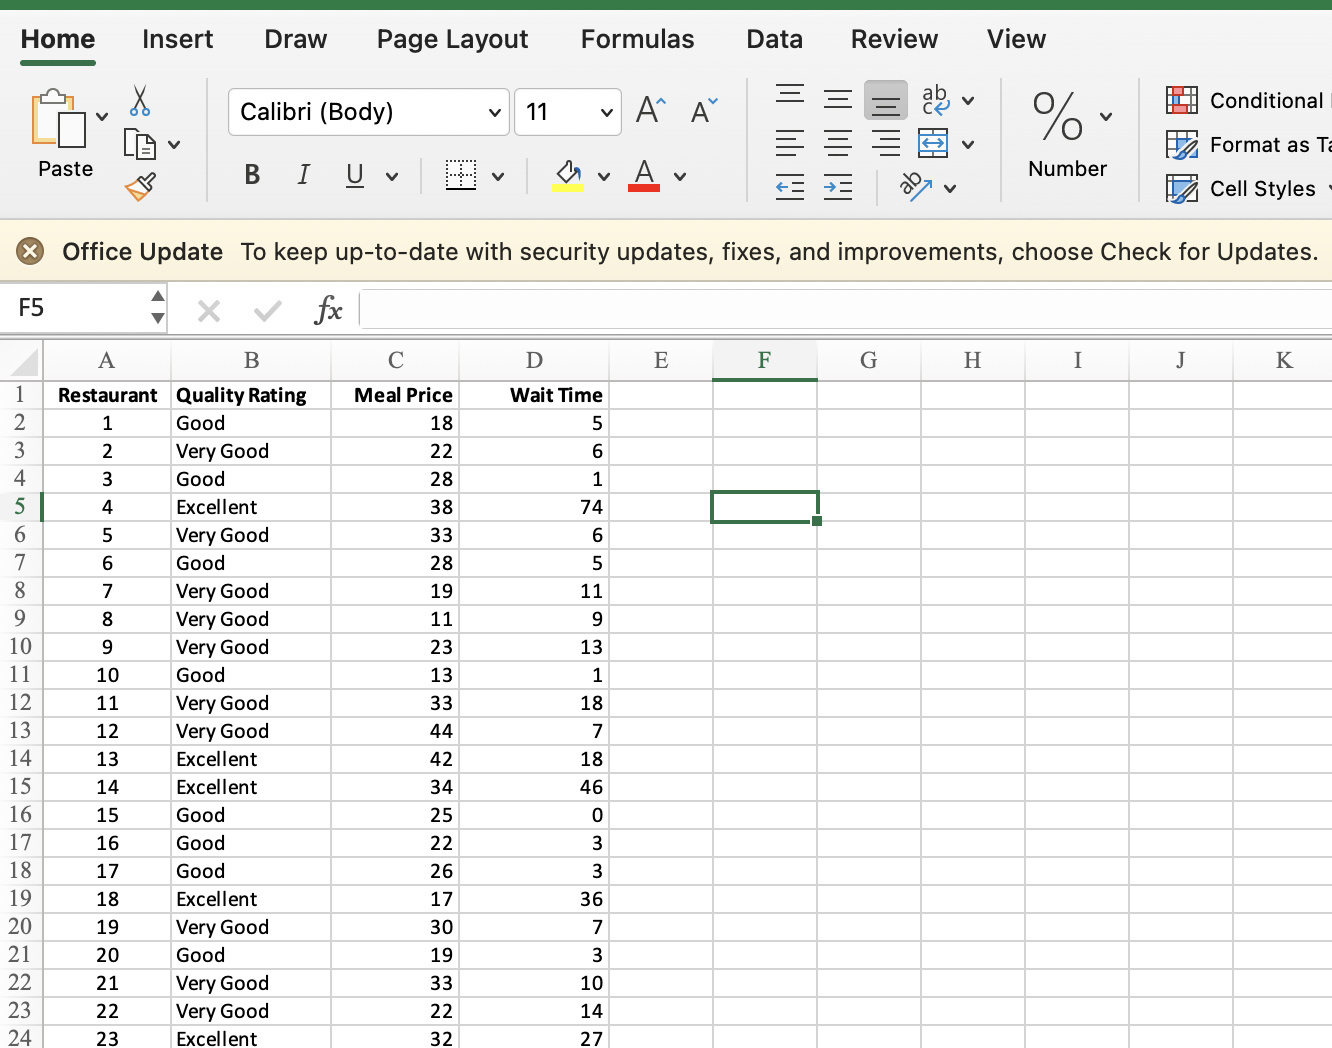 Home Insert Draw Page Layout Formulas Data Review View
Calibri (Body) 11 A A ab c
Paste B I U A ab % Number
Conditional
Format as Ta
Cell Styles
Office Update To keep up-to-date with security updates, fixes, and improvements, choose Check for Updates.
F5 fx
A B C D E F G H I J K
1 Restaurant Quality Rating Meal Price Wait Time
2 1 Good 18 5
3 2 Very Good 22 6
4 3 Good 28 1
5 4 Excellent 38 74
6 5 Very Good 33 6
7 6 Good 28 5
8 7 Very Good 19 11
9 8 Very Good 11 9
10 9 Very Good 23 13
11 10 Good 13 1
12 11 Very Good 33 18
13 12 Very Good 44 7
14 13 Excellent 42 18
15 14 Excellent 34 46
16 15 Good 25 0
17 16 Good 22 3
18 17 Good 26 3
19 18 Excellent 17 36
20 19 Very Good 30 7
21 20 Good 19 3
22 21 Very Good 33 10
23 22 Very Good 22 14
24 23 Excellent 32 27